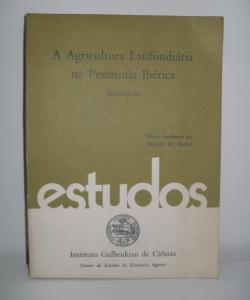 A Agricultura Latifundiária
na Península Ibérica
Seminário
Edição coordenada por
Afonso de Barros
estudos
Instituto Gulbenkian de Ciência
Centro de Estudos de Economia Agrária